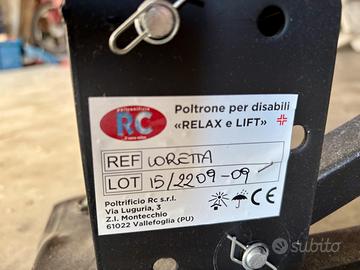 poltronificio
RC
Poltrone per disabili
«RELAX e LIFT»
REF LORETTA
LOT 15/2209-09
Poltrificio Rc s.r.l.
Via Luguria, 3
Z.I. Montecchio
61022 Vallefoglia (PU)
CE
subito